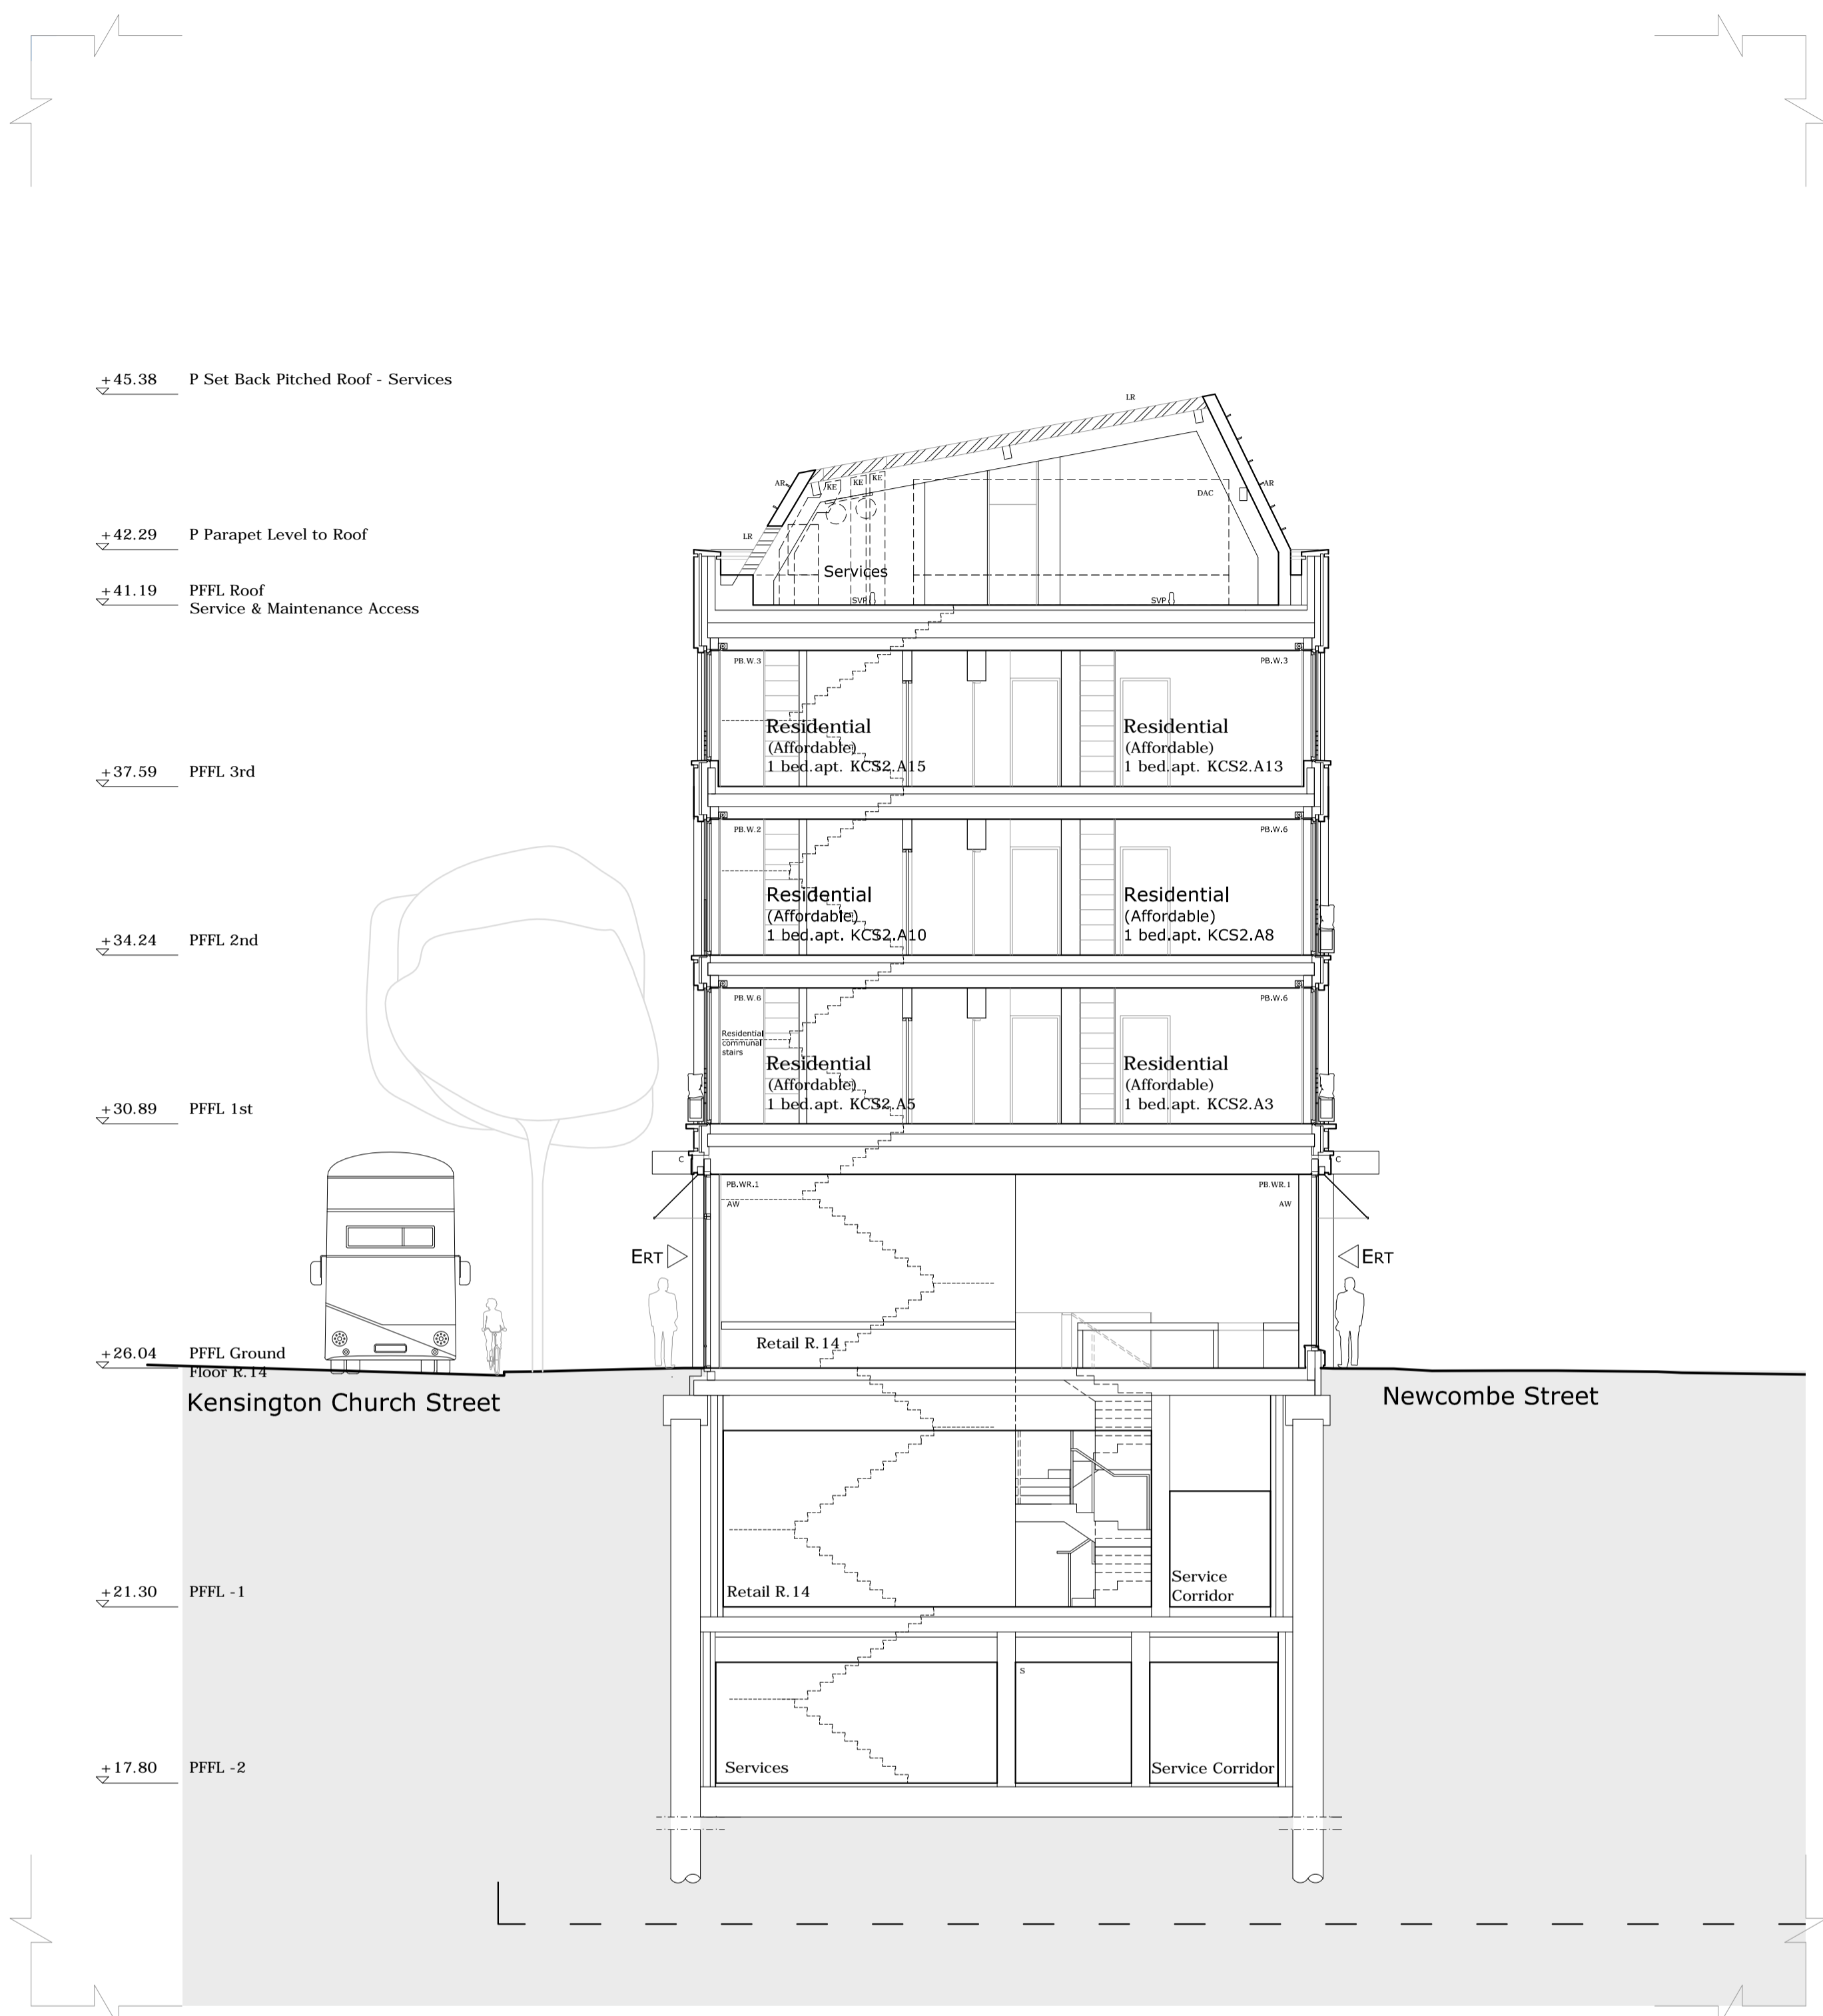 +45.38 P Set Back Pitched Roof - Services
LR
AR
KE
KE
KE
DAC
AR
+42.29 P Parapet Level to Roof
LR
Services
+41.19 PFFL Roof
Service & Maintenance Access
SVP
SVP
PB.W.3
PB.W.3
Residential
(Affordable)
1 bed.apt. KCS2.A15
Residential
(Affordable)
1 bed.apt. KCS2.A13
+37.59 PFFL 3rd
PB.W.2
PB.W.6
Residential
(Affordable)
1 bed.apt. KCS2.A10
Residential
(Affordable)
1 bed.apt. KCS2.A8
+34.24 PFFL 2nd
PB.W.6
PB.W.6
Residential
communal
stairs
Residential
(Affordable)
1 bed.apt. KCS2.A5
Residential
(Affordable)
1 bed.apt. KCS2.A3
+30.89 PFFL 1st
C
C
PB.WR.1
AW
PB.WR.1
AW
ERT
ERT
Retail R.14
+26.04 PFFL Ground
Floor R.14
Kensington Church Street
Newcombe Street
Service
Corridor
Retail R.14
+21.30 PFFL -1
S
Services
Service Corridor
+17.80 PFFL -2